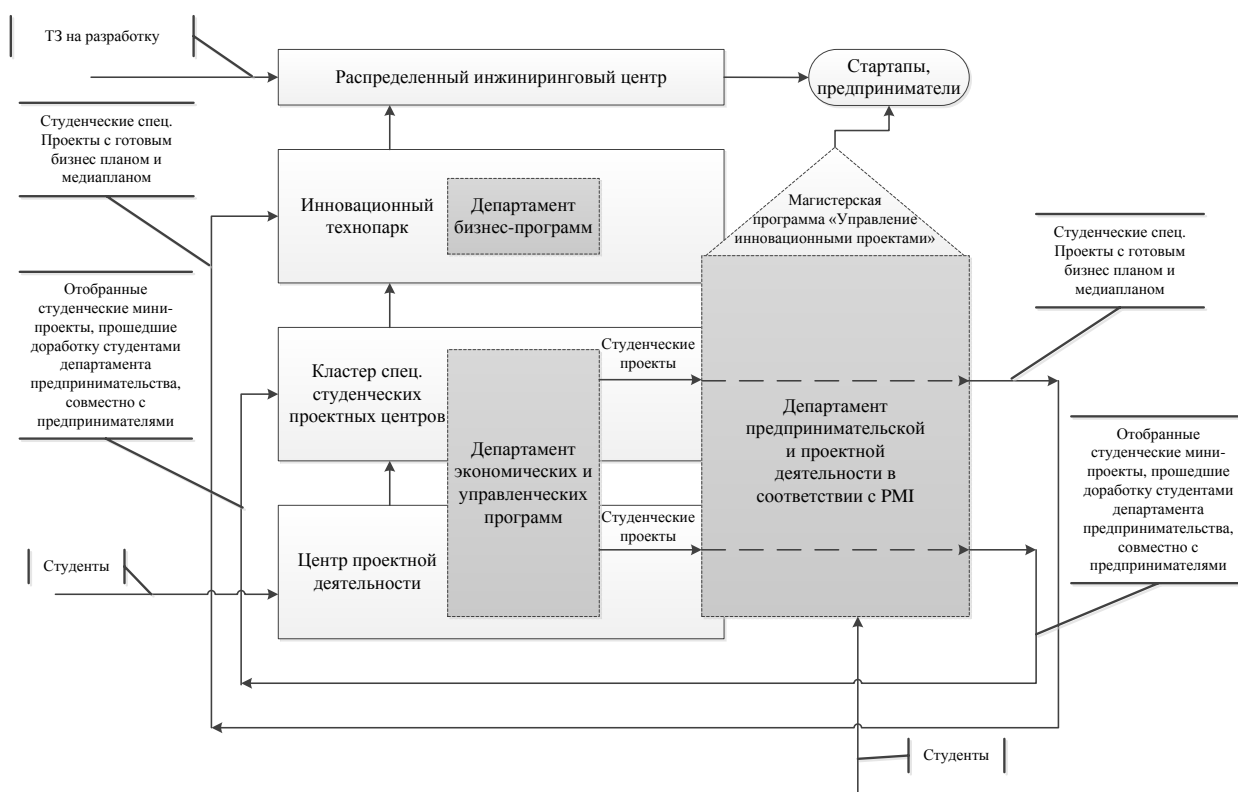 ТЗ на разработку
Распределенный инжиниринговый центр
Стартапы,
предприниматели
Студенческие спец.
Проекты с готовым
бизнес планом и
медиапланом
Инновационный
технопарк
Департамент
бизнес-программ
Магистерская
программа «Управление
инновационными проектами»
Студенческие спец.
Проекты с готовым
бизнес планом и
медиапланом
Отобранные
студенческие мини-
проекты, прошедшие
доработку студентами
департамента
предпринимательства,
совместно с
предпринимателями
Кластер спец.
студенческих
проектных центров
Студенческие
проекты
Департамент
экономических и
управленческих
программ
Департамент
предпринимательской
и проектной
деятельности в
соответствии с PMI
Отобранные
студенческие мини-
проекты, прошедшие
доработку студентами
департамента
предпринимательства,
совместно с
предпринимателями
Студенты
Центр проектной
деятельности
Студенческие
проекты
Студенты